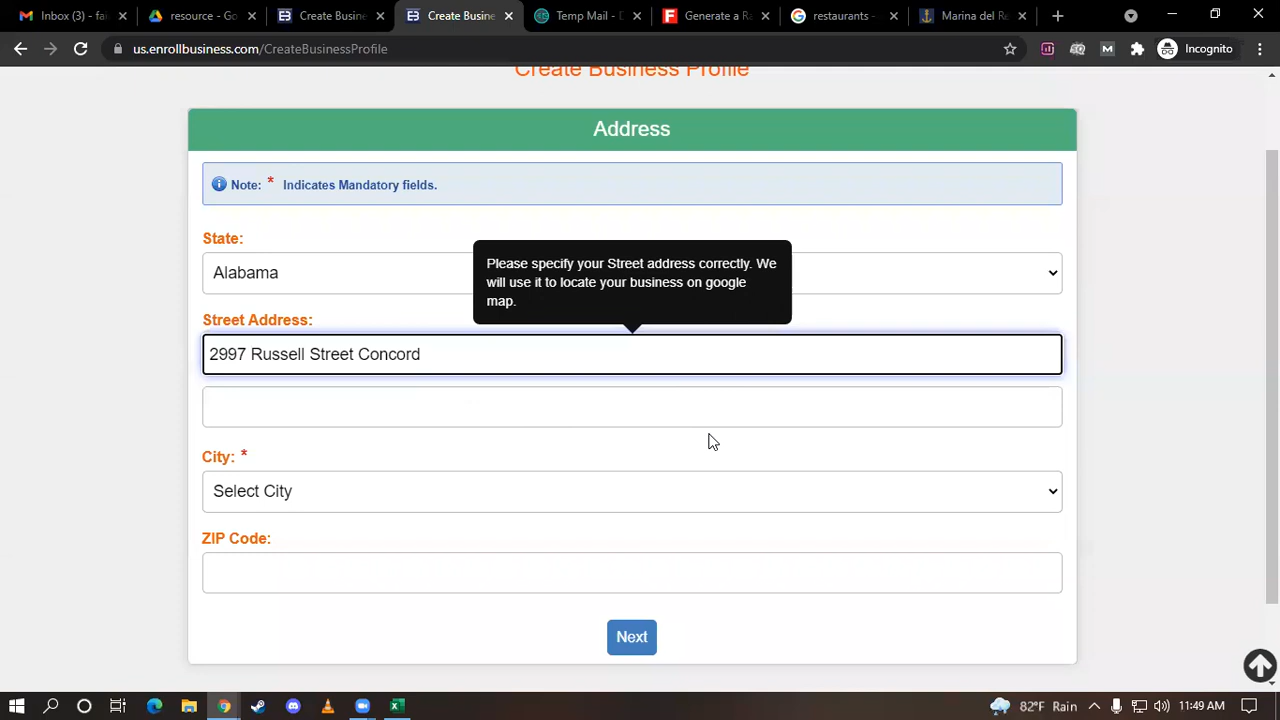 Inbox (1) - fai
resource - Go
Create Busine
Create Busine
Temp Mail - D
Generate a Ra
restaurants -
Marina del R
us.enrollbusiness.com/CreateBusinessProfile
Incognito
Create Business Profile
Address
Note: * Indicates Mandatory fields.
State:
Alabama
Please specify your Street address correctly. We
will use it to locate your business on google
map.
Street Address:
2997 Russell Street Concord
City: *
Select City
ZIP Code:
Next
82°F Rain
11:49 AM